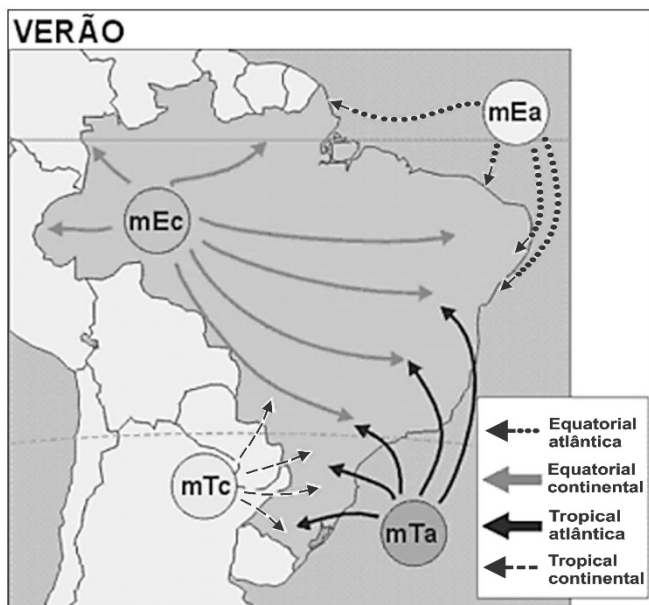 VERÃO
mEa
mEc
mTc
mTa
Equatorial
atlântica
Equatorial
continental
Tropical
atlântica
Tropical
continental